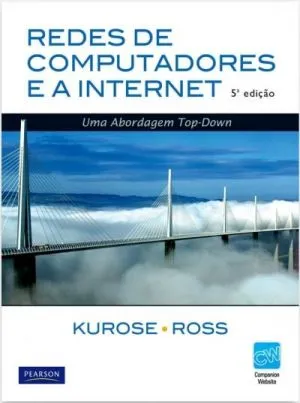 REDES DE
COMPUTADORES
E A INTERNET 5ª edição
Uma Abordagem Top-Down
KUROSE • ROSS
PEARSON
CW
Companion
Website